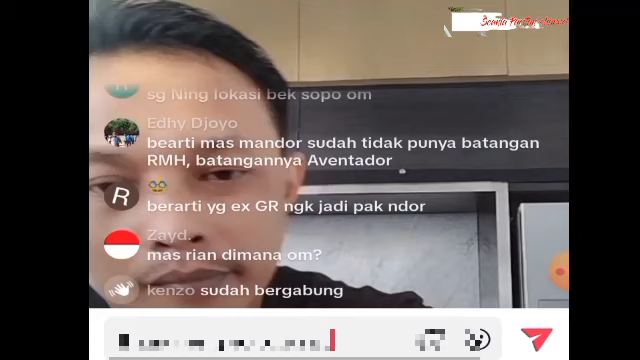 sg Ning lokasi bek sopo om
Edhy Djoyo
bearti mas mandor sudah tidak punya batangan
RMH, batangannya Aventador
R
berarti yg ex GR ngk jadi pak ndor
Zayd.
mas rian dimana om?
kenzo sudah bergabung